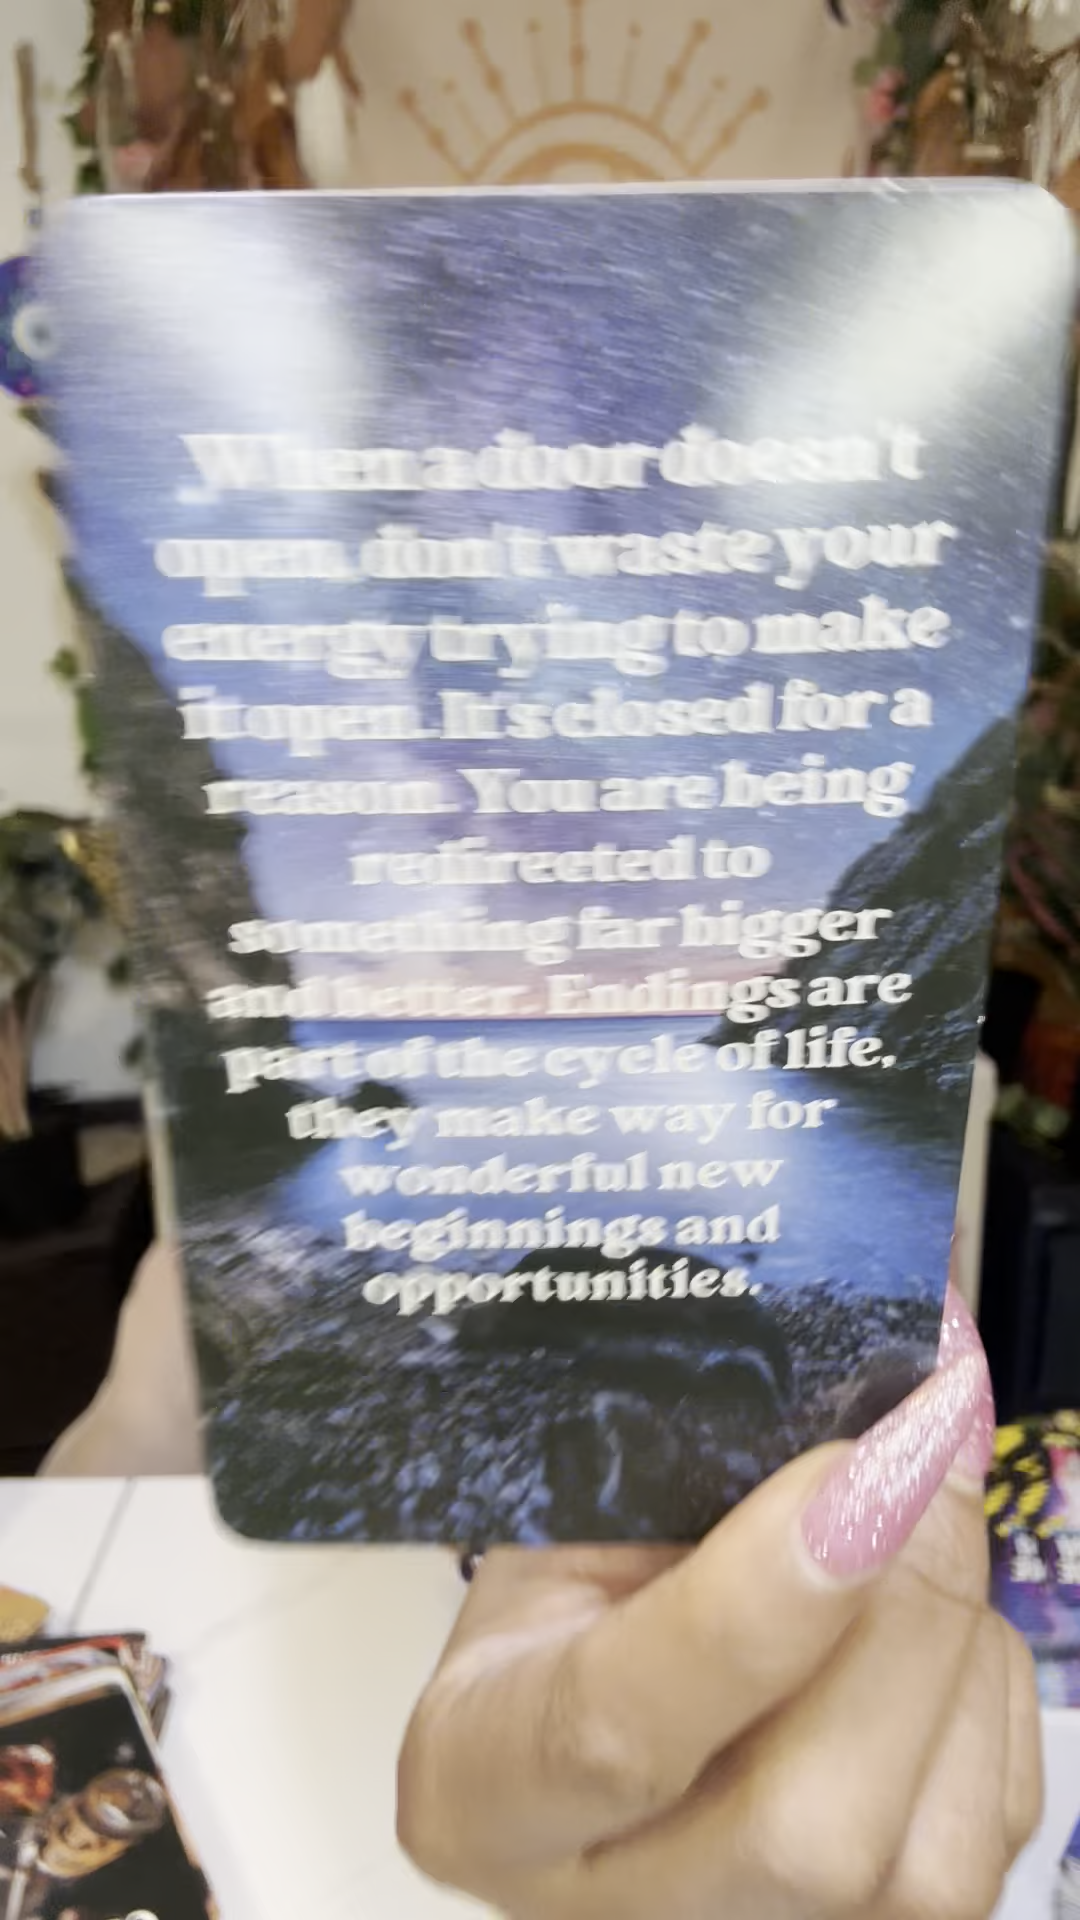 When a door doesn't
open, don't waste your
energy trying to make
it open. It's closed for a
reason. You are being
redirected to
something far bigger
and better. Endings are
part of the cycle of life,
they make way for
wonderful new
beginnings and
opportunities.